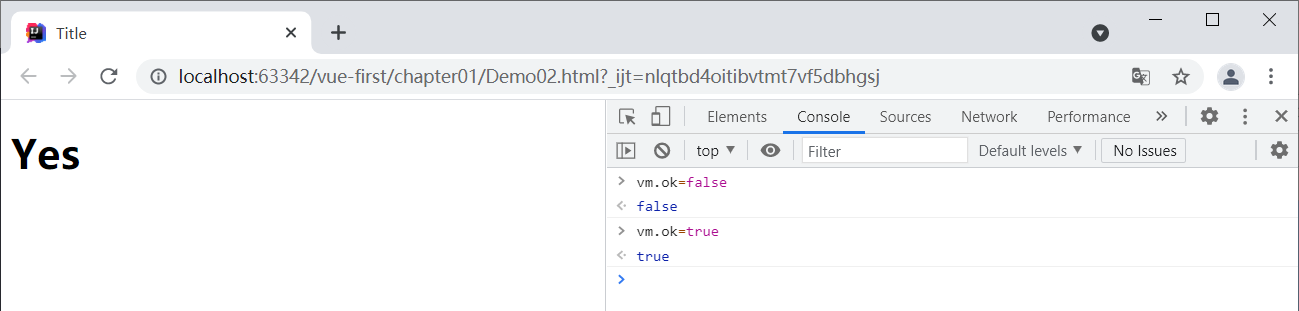 Title
localhost:63342/vue-first/chapter01/Demo02.html?_ijt=nlqtbd4oitibvtmt7vf5dbhgsj
Yes
Elements Console Sources Network Performance
top Filter Default levels No Issues
vm.ok=false
false
vm.ok=true
true